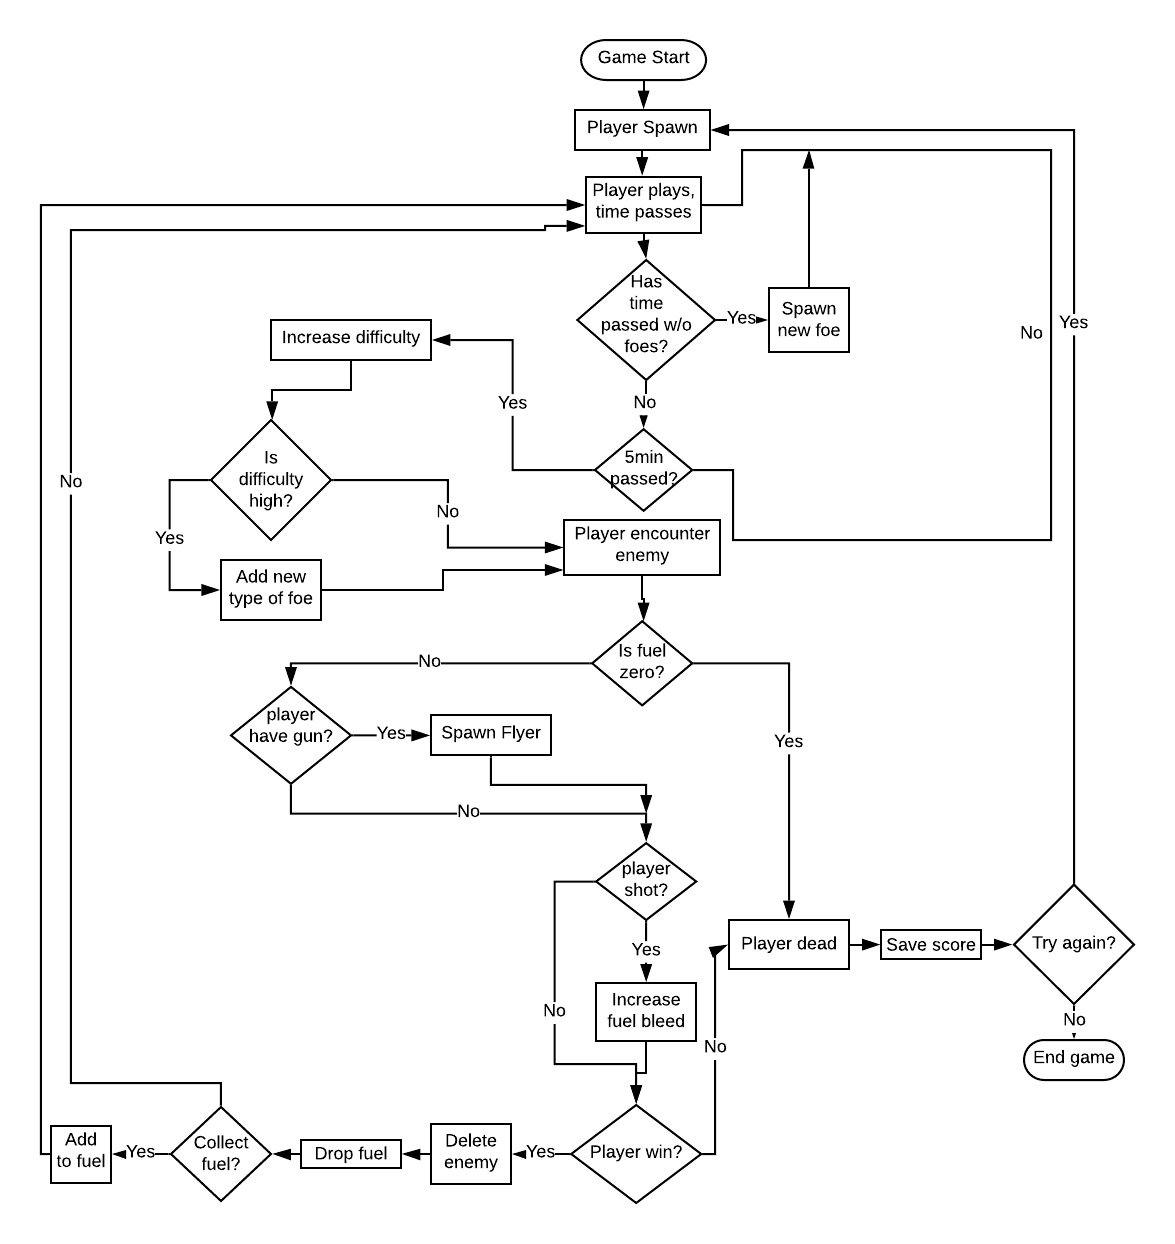 Game Start
Player Spawn
Player plays,
time passes
Has
time
passed w/o
foes?
Yes
Spawn
new foe
No
Yes
Increase difficulty
Yes
No
5min
passed?
Is
difficulty
high?
No
No
Yes
Player encounter
enemy
Add new
type of foe
Is fuel
zero?
No
Yes
player
have gun?
Yes
Spawn Flyer
No
player
shot?
Yes
No
Increase
fuel bleed
No
Player dead
Save score
Try again?
No
End game
Player win?
Yes
Delete
enemy
Drop fuel
Collect
fuel?
Yes
Add
to fuel